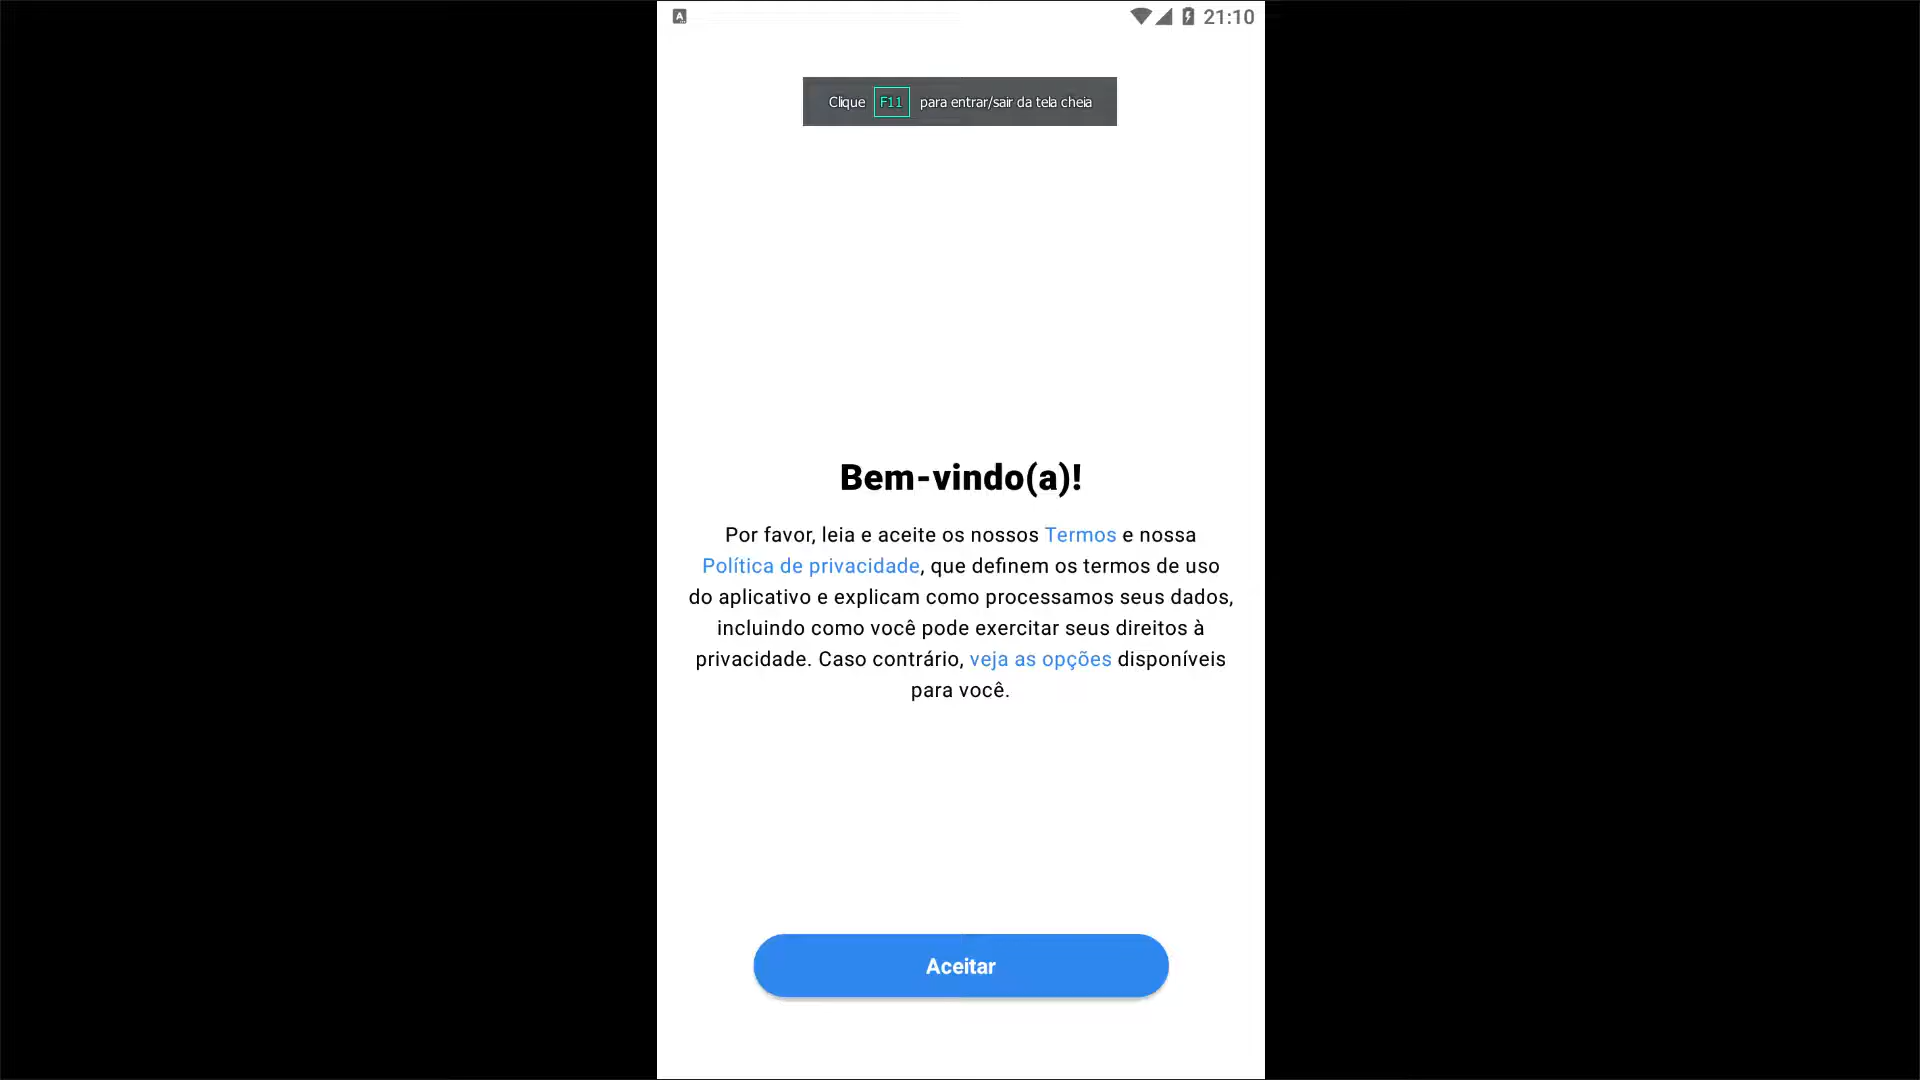 21:10
Clique F11 para entrar/sair da tela cheia
Bem-vindo(a)!
Por favor, leia e aceite os nossos Termos e nossa
Política de privacidade, que definem os termos de uso
do aplicativo e explicam como processamos seus dados,
incluindo como você pode exercitar seus direitos à
privacidade. Caso contrário, veja as opções disponíveis
para você.
Aceitar